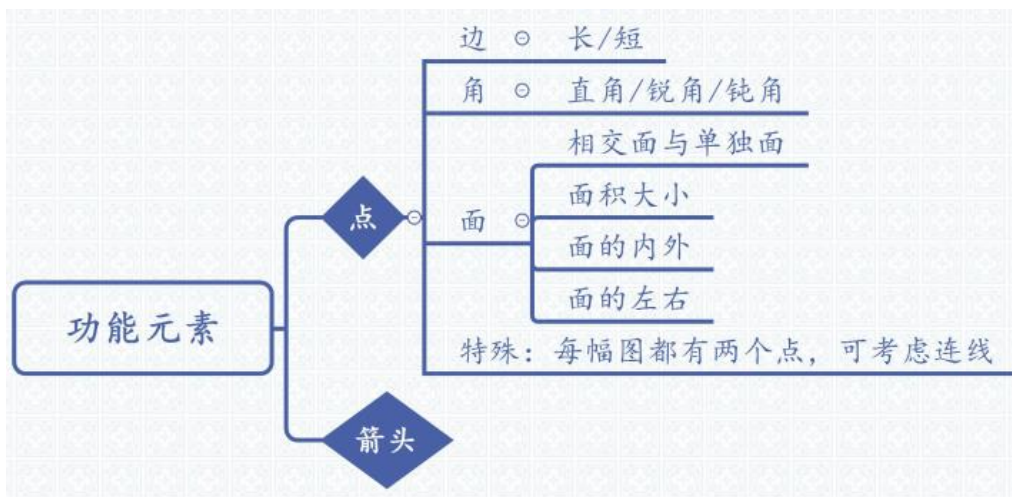 边 长/短
角 直角/锐角/钝角
相交面与单独面
点
面 面积大小
面的内外
面的左右
功能元素
特殊：每幅图都有两个点，可考虑连线
箭头